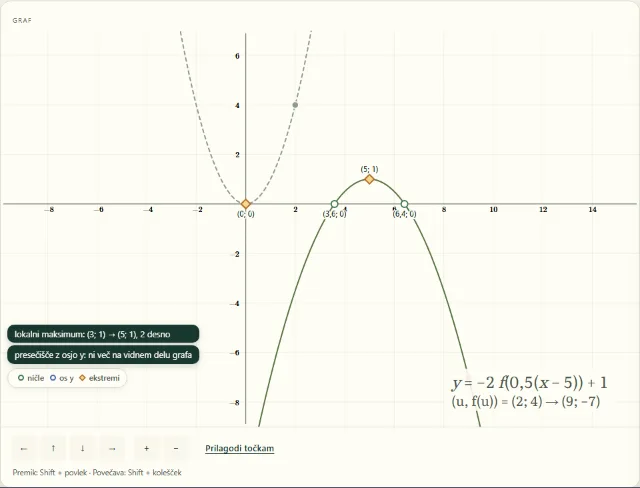 GRAF
6
4
2
(5; 1)
−8 −6 −4 −2 (0; 0) 2 (3,6; 0) 4 (6,4; 0) 8 10 12 14
−2
−4
lokalni maksimum: (3; 1) → (5; 1), 2 desno
presečišče z osjo y: ni več na vidnem delu grafa
−6
ničle os y ekstremi
y = −2 f(0,5(x − 5)) + 1
(u, f(u)) = (2; 4) → (9; −7)
−8
← ↑ ↓ → + − Prilagodi točkam
Premik: Shift + povlek · Povečava: Shift + kolešček